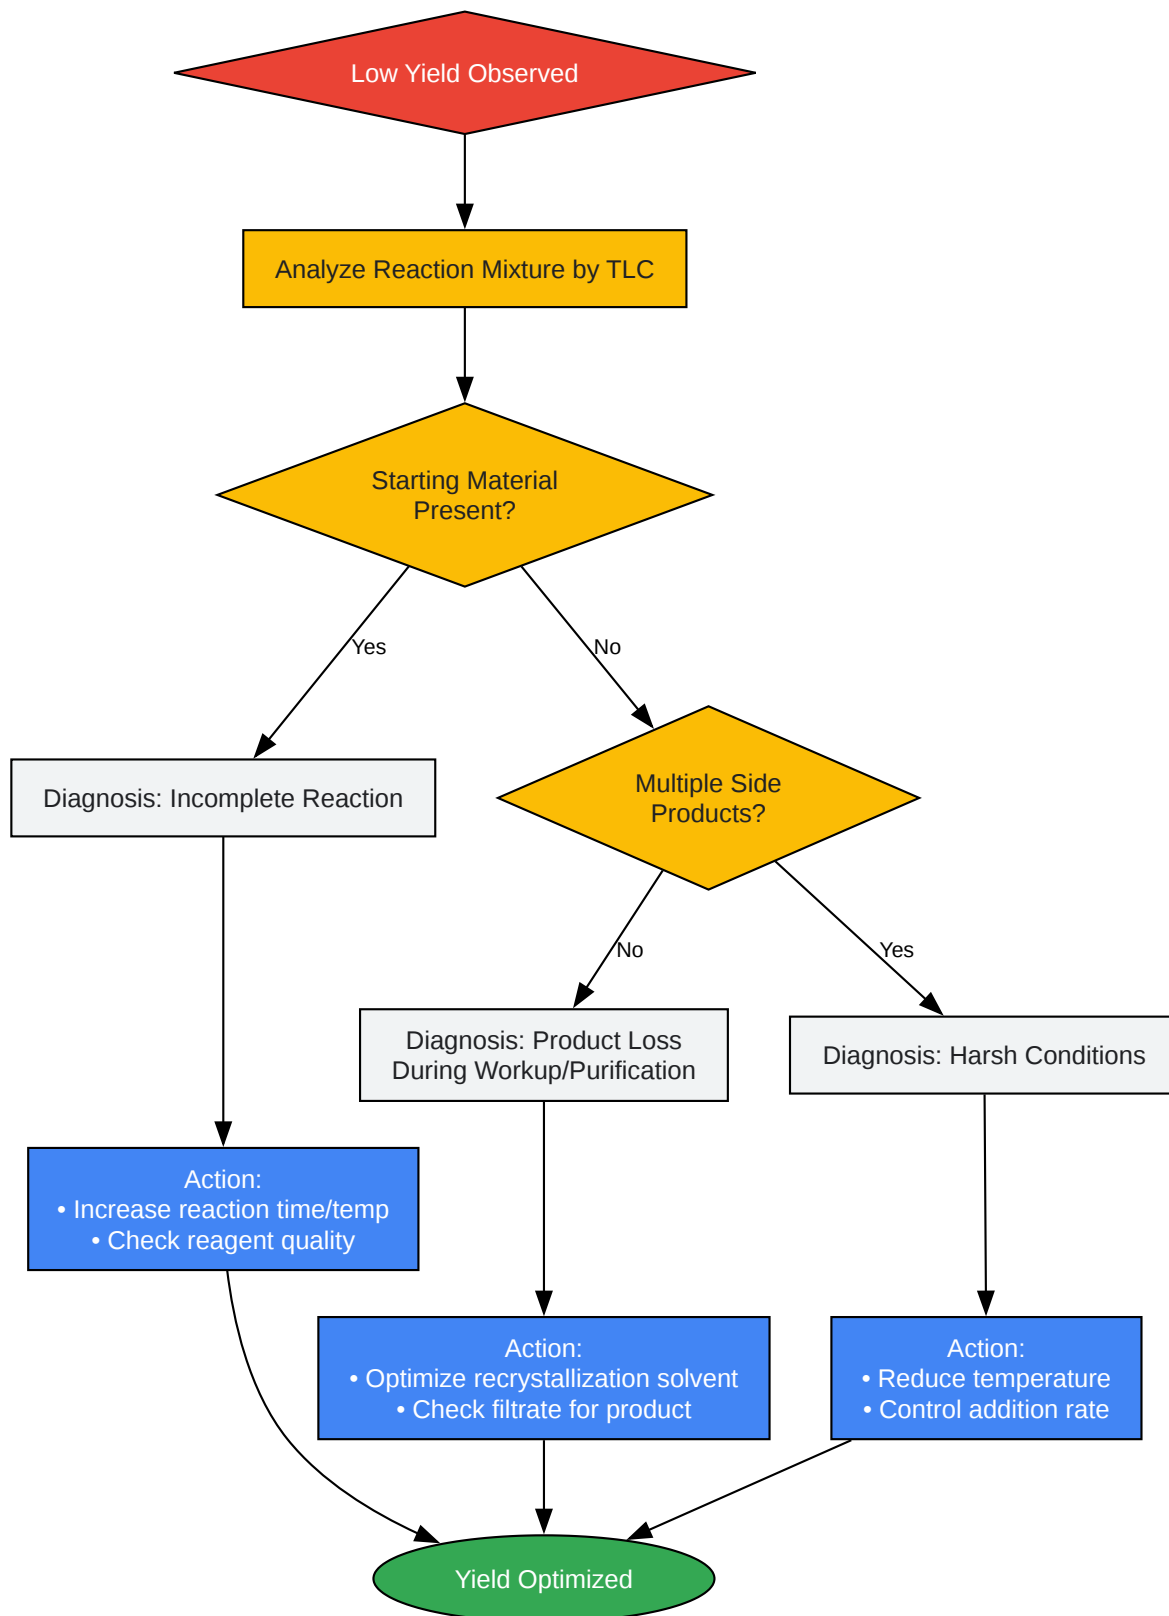 Low Yield Observed
Analyze Reaction Mixture by TLC
Starting Material
Present?
Yes
No
Multiple Side
Products?
Diagnosis: Incomplete Reaction
No
Yes
Diagnosis: Product Loss
During Workup/Purification
Diagnosis: Harsh Conditions
Action:
• Increase reaction time/temp
• Check reagent quality
Action:
• Optimize recrystallization solvent
• Check filtrate for product
Action:
• Reduce temperature
• Control addition rate
Yield Optimized